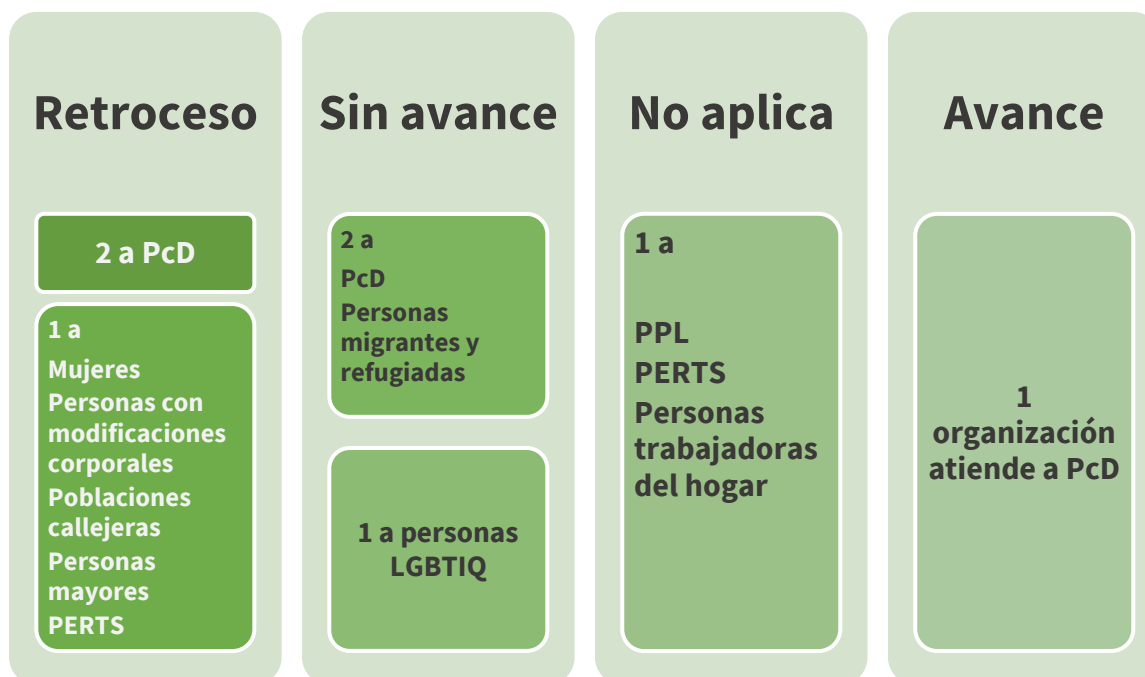 Retroceso
2 a PcD
1 a
Mujeres
Personas con
modificaciones
corporales
Poblaciones
callejeras
Personas
mayores
PERTS
Sin avance
2 a
PcD
Personas
migrantes y
refugiadas
1 a personas
LGBTIQ
No aplica
1 a
PPL
PERTS
Personas
trabajadoras
del hogar
Avance
1
organización
atiende a PcD